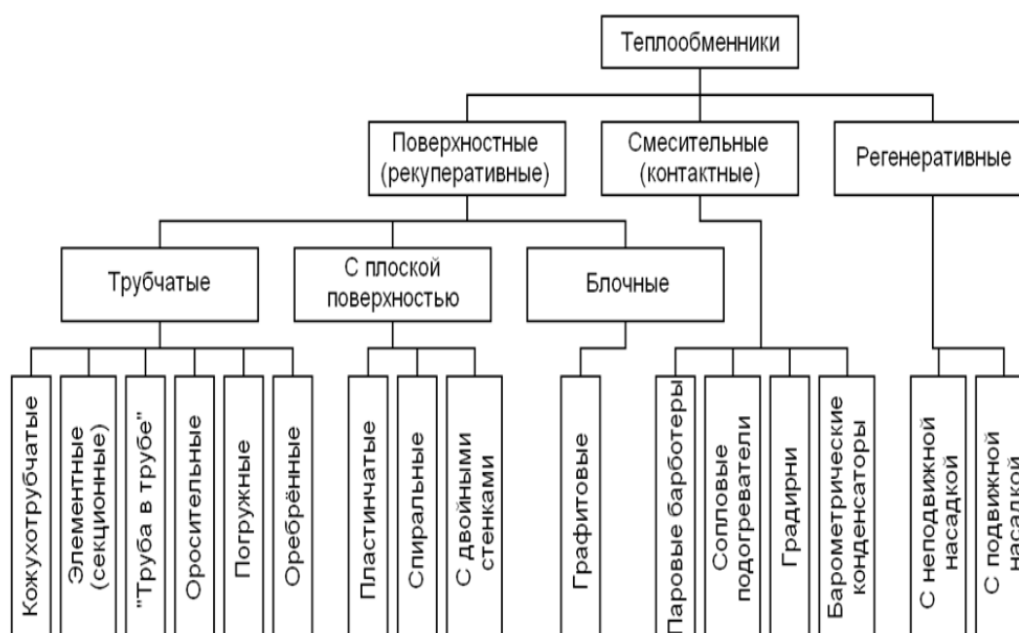 Теплообменники
Поверхностные
(рекуперативные)
Смесительные
(контактные)
Регенеративные
Трубчатые
С плоской
поверхностью
Блочные
Кожухотрубчатые
Элементные
(секционные)
"Труба в трубе"
Оросительные
Погружные
Оребрённые
Пластинчатые
Спиральные
С двойными
стенками
Графитовые
Паровые барботеры
Сопловые
подогреватели
Градирни
Барометрические
конденсаторы
С неподвижной
насадкой
С подвижной
насадкой